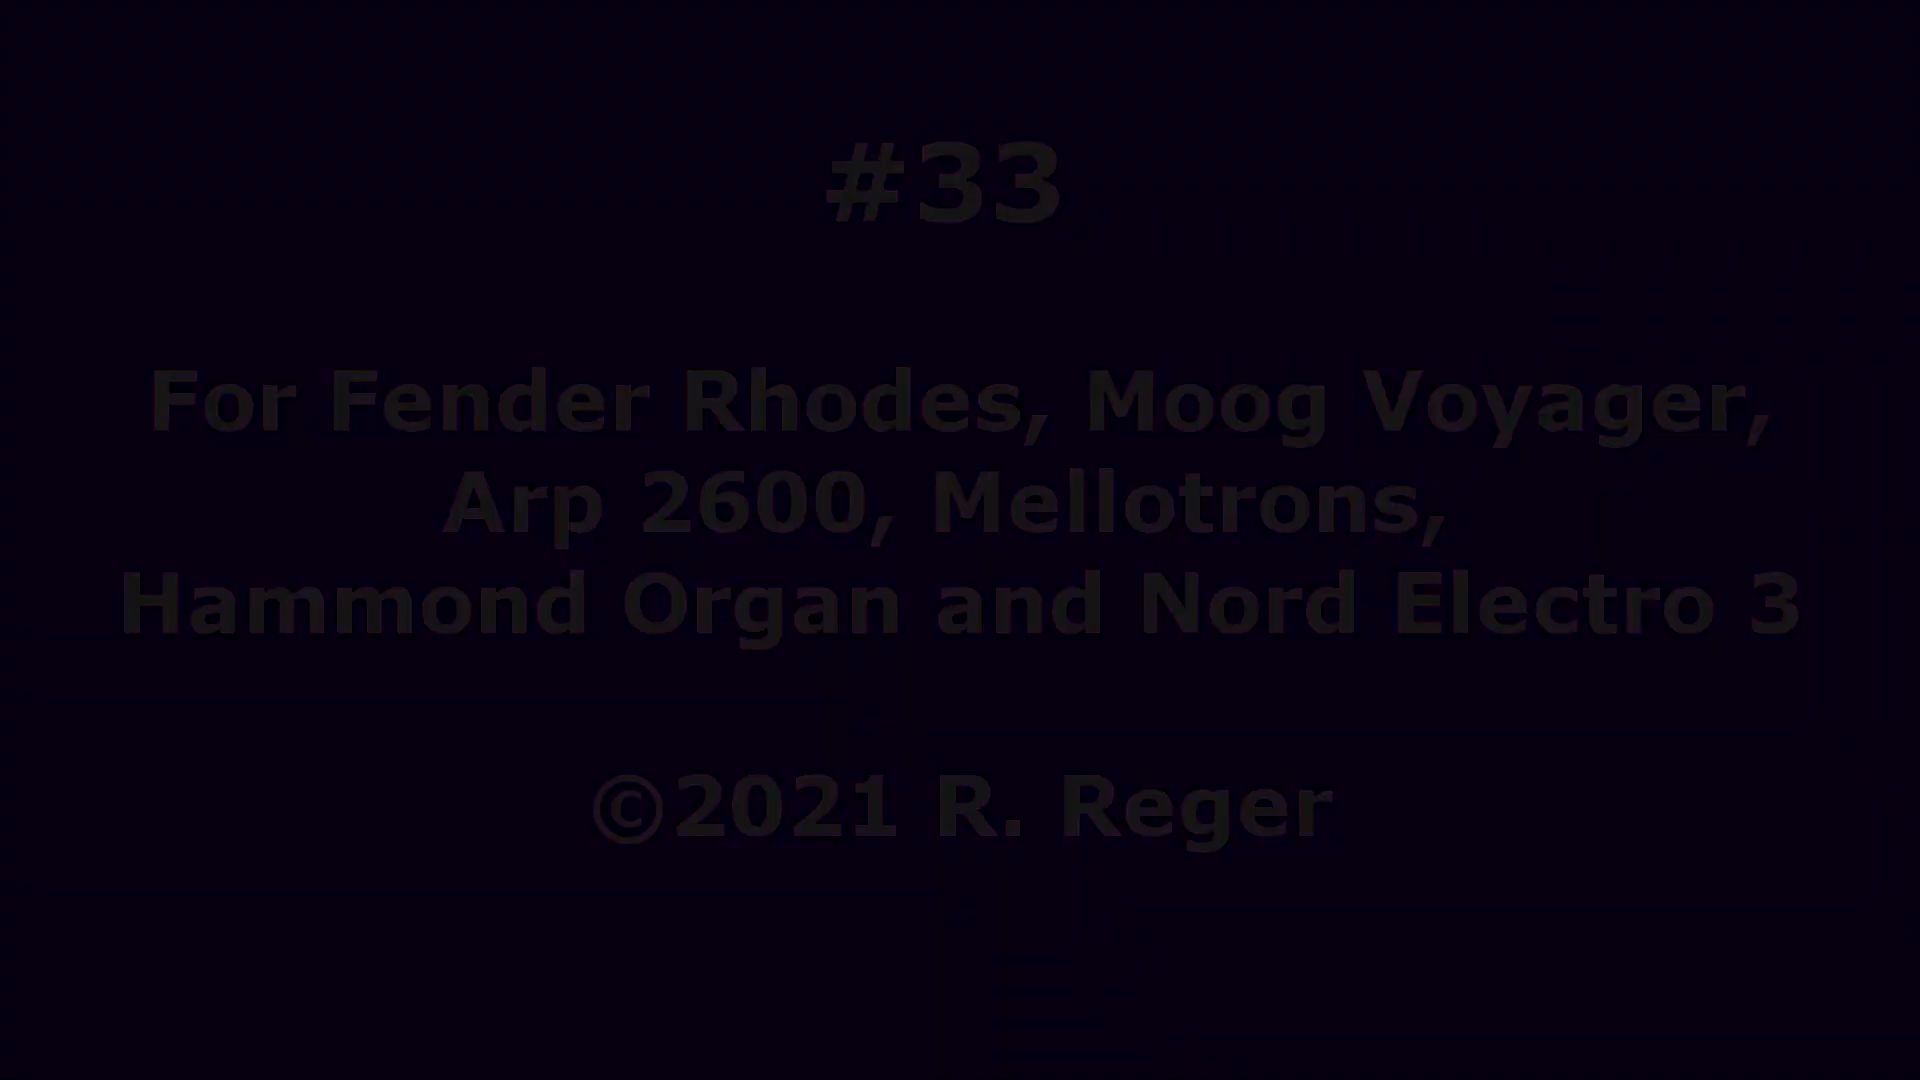 #33
For Fender Rhodes, Moog Voyager,
Arp 2600, Mellotrons,
Hammond Organ and Nord Electro 3
©2021 R. Reger